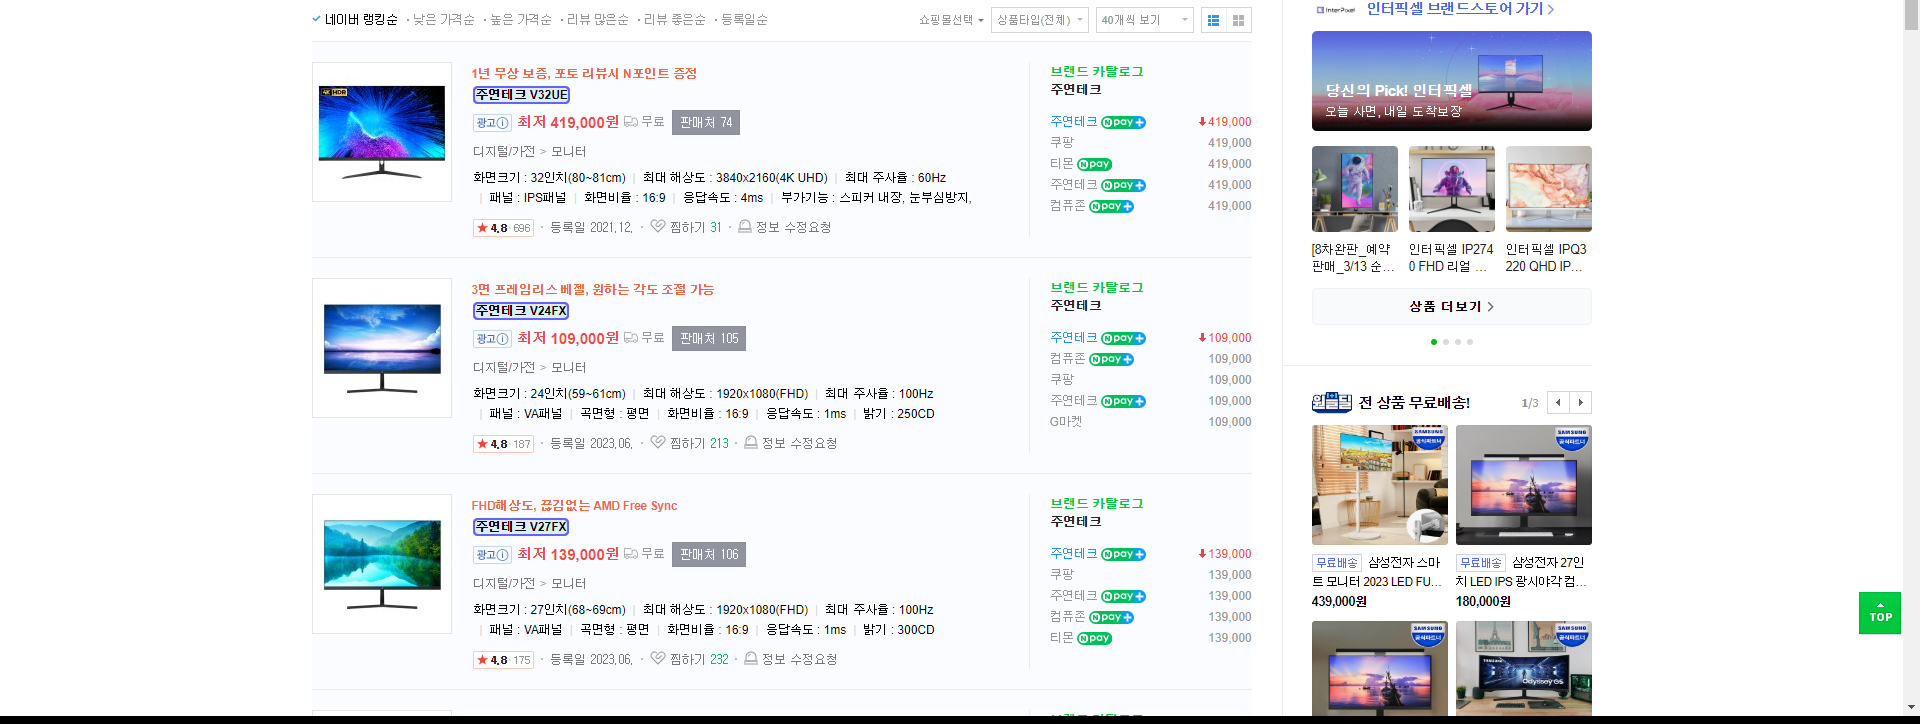 네이버 랭킹순 · 낮은 가격순 · 높은 가격순 · 리뷰 많은순 · 리뷰 좋은순 · 등록일순
쇼핑몰선택 상품타입(전체) 40개씩 보기
1년 무상 보증, 포토 리뷰시 N포인트 증정
주연테크 V32UE
광고 최저 419,000원 무료 판매처 74
디지털/가전 > 모니터
화면크기 : 32인치(80~81cm) | 최대 해상도 : 3840x2160(4K UHD) | 최대 주사율 : 60Hz
| 패널 : IPS패널 | 화면비율 : 16:9 | 응답속도 : 4ms | 부가기능 : 스피커 내장, 눈부심방지,
★ 4.8 · 696 · 등록일 2021.12. · 찜하기 31 · 정보 수정요청
브랜드 카탈로그
주연테크
주연테크 N pay + 419,000
쿠팡 419,000
티몬 N pay 419,000
주연테크 N pay + 419,000
컴퓨존 N pay + 419,000
4K HDR
3면 프레임리스 베젤, 원하는 각도 조절 가능
주연테크 V24FX
광고 최저 109,000원 무료 판매처 105
디지털/가전 > 모니터
화면크기 : 24인치(59~61cm) | 최대 해상도 : 1920x1080(FHD) | 최대 주사율 : 100Hz
| 패널 : VA패널 | 곡면형 : 평면 | 화면비율 : 16:9 | 응답속도 : 1ms | 밝기 : 250CD
★ 4.8 · 187 · 등록일 2023.06. · 찜하기 213 · 정보 수정요청
브랜드 카탈로그
주연테크
주연테크 N pay + 109,000
컴퓨존 N pay + 109,000
쿠팡 109,000
주연테크 N pay + 109,000
G마켓 109,000
FHD해상도, 끊김없는 AMD Free Sync
주연테크 V27FX
광고 최저 139,000원 무료 판매처 106
디지털/가전 > 모니터
화면크기 : 27인치(68~69cm) | 최대 해상도 : 1920x1080(FHD) | 최대 주사율 : 100Hz
| 패널 : VA패널 | 곡면형 : 평면 | 화면비율 : 16:9 | 응답속도 : 1ms | 밝기 : 300CD
★ 4.8 · 175 · 등록일 2023.06. · 찜하기 232 · 정보 수정요청
브랜드 카탈로그
주연테크
주연테크 N pay + 139,000
쿠팡 139,000
주연테크 N pay + 139,000
컴퓨존 N pay + 139,000
티몬 N pay 139,000
InterPixel 인터픽셀 브랜드스토어 가기 >
당신의 Pick! 인터픽셀
오늘 사면, 내일 도착보장
[8차완판_예약
판매_3/13 순...
인터픽셀 IP274
0 FHD 리얼 ...
인터픽셀 IPQ3
220 QHD IP...
상품 더보기 >
전 상품 무료배송! 1/3
SAMSUNG
공식파트너
SAMSUNG
공식파트너
무료배송 삼성전자 스마
트 모니터 2023 LED FU...
439,000원
무료배송 삼성전자 27인
치 LED IPS 광시야각 컴...
180,000원
SAMSUNG
공식파트너
SAMSUNG
공식파트너
SAMSUNG
Odyssey G5
TOP